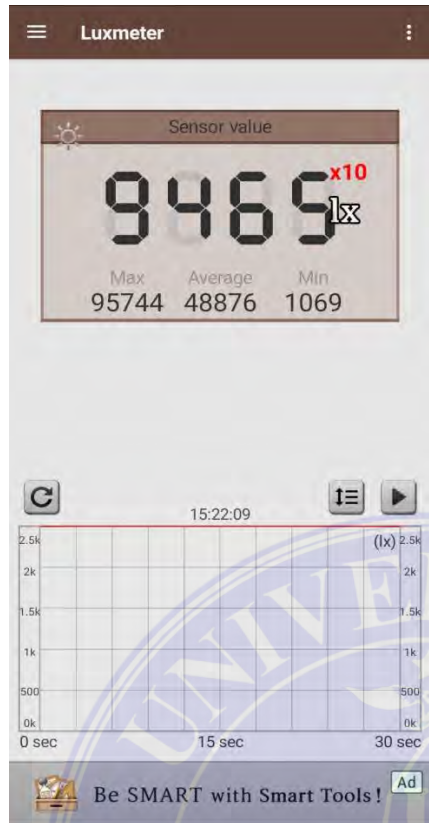 Luxmeter
Sensor value
9465 x10 lx
Max Average Min
95744 48876 1069
15:22:09
(lx)
2.5k 2.5k
2k 2k
1.5k 1.5k
1k 1k
500 500
0k 0k
0 sec 15 sec 30 sec
Be SMART with Smart Tools! Ad